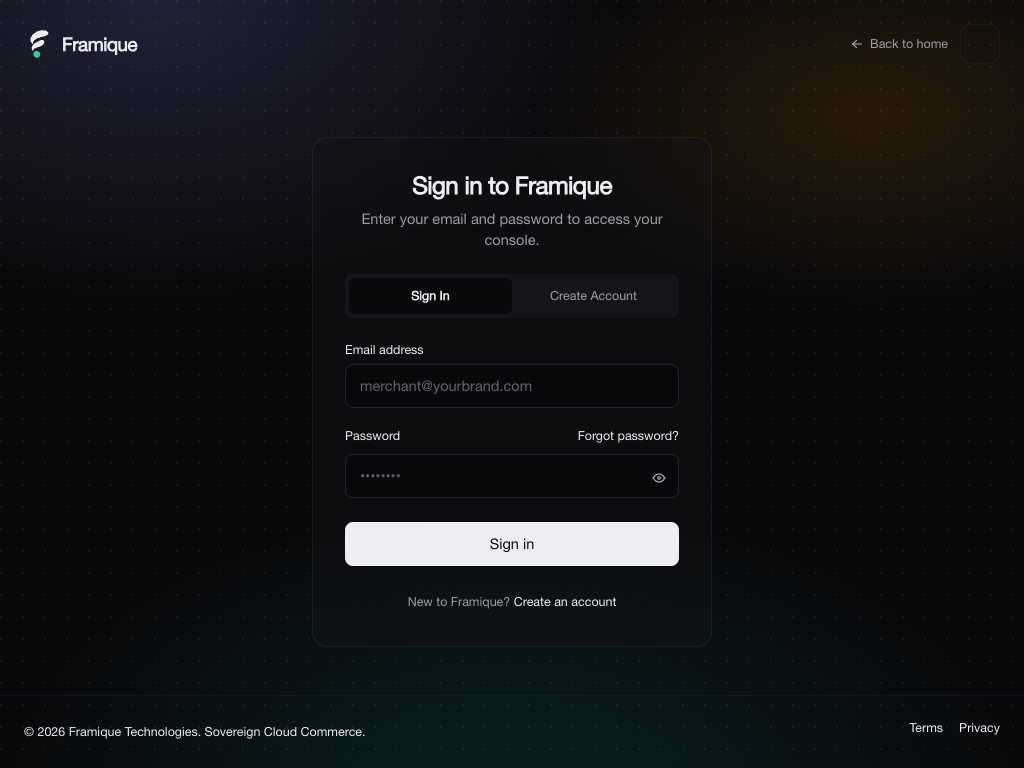 Framique
← Back to home
Sign in to Framique
Enter your email and password to access your
console.
Sign In
Create Account
Email address
merchant@yourbrand.com
Password
Forgot password?
••••••••
Sign in
New to Framique? Create an account
© 2026 Framique Technologies. Sovereign Cloud Commerce.
Terms
Privacy